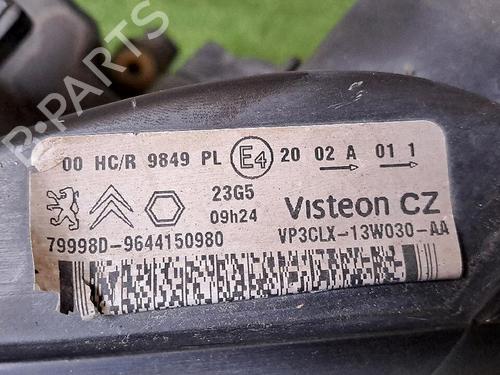 B-PARTS
00 HC/R 9849 PL E4 20 02 A 01 1
23G5
09h24
Visteon CZ
79998D-9644150980
VP3CLX-13W030-AA